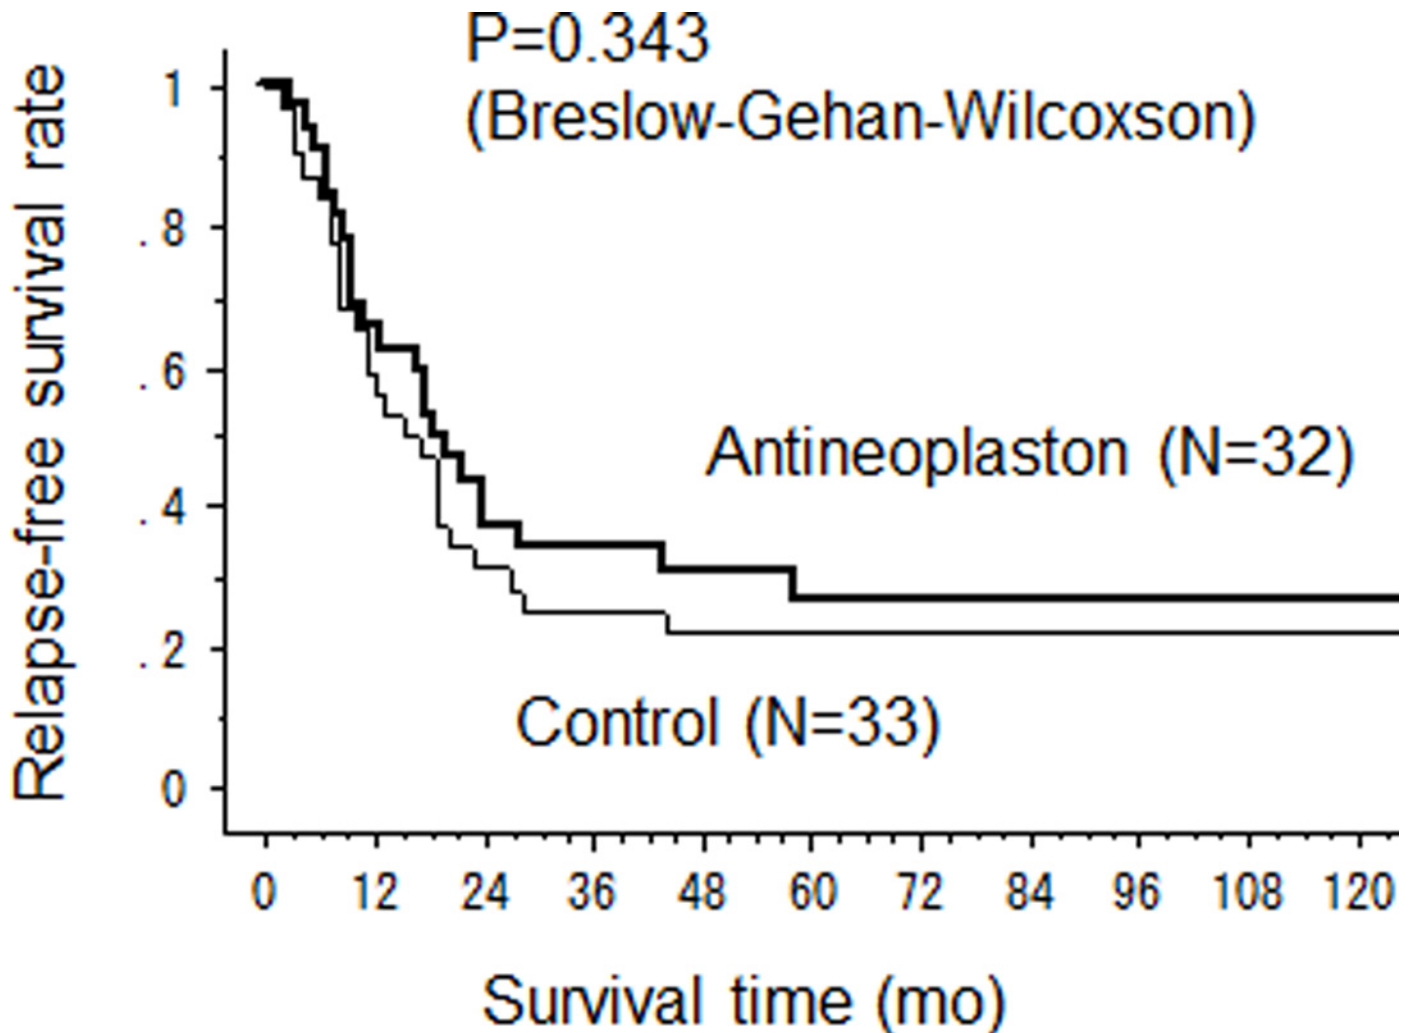 P=0.343
(Breslow-Gehan-Wilcoxson)
Relapse-free survival rate
1
.8
.6
.4
.2
0
Antineoplaston (N=32)
Control (N=33)
0 12 24 36 48 60 72 84 96 108 120
Survival time (mo)